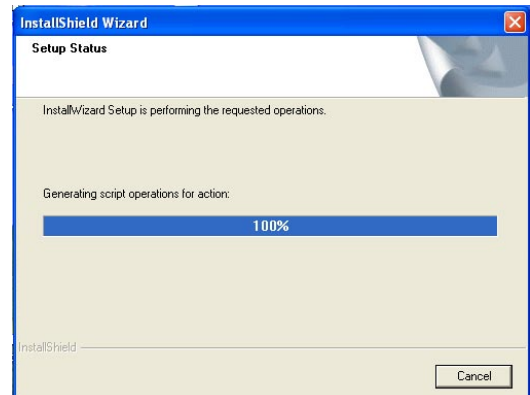 InstallShield Wizard
Setup Status
InstallWizard Setup is performing the requested operations.
Generating script operations for action:
100%
InstallShield
Cancel